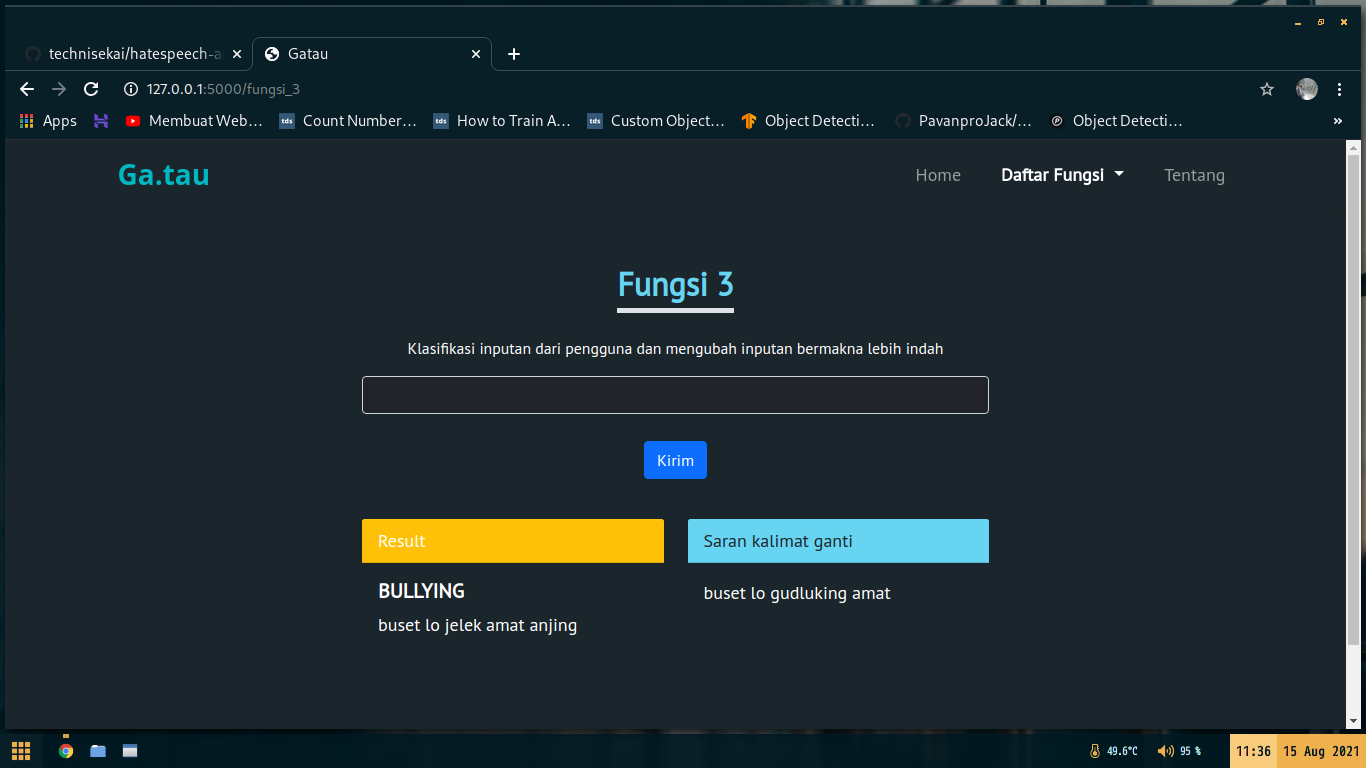 technisekai/hatespeech-a
Gatau
127.0.0.1:5000/fungsi_3
Apps
Membuat Web...
tds Count Number...
tds How to Train A...
tds Custom Object...
Object Detecti...
PavanproJack/...
Object Detecti...
»
Ga.tau
Home
Daftar Fungsi
Tentang
Fungsi 3
Klasifikasi inputan dari pengguna dan mengubah inputan bermakna lebih indah
Kirim
Result
Saran kalimat ganti
BULLYING
buset lo jelek amat anjing
buset lo gudluking amat
49.6°C
95 %
11:36
15 Aug 2021